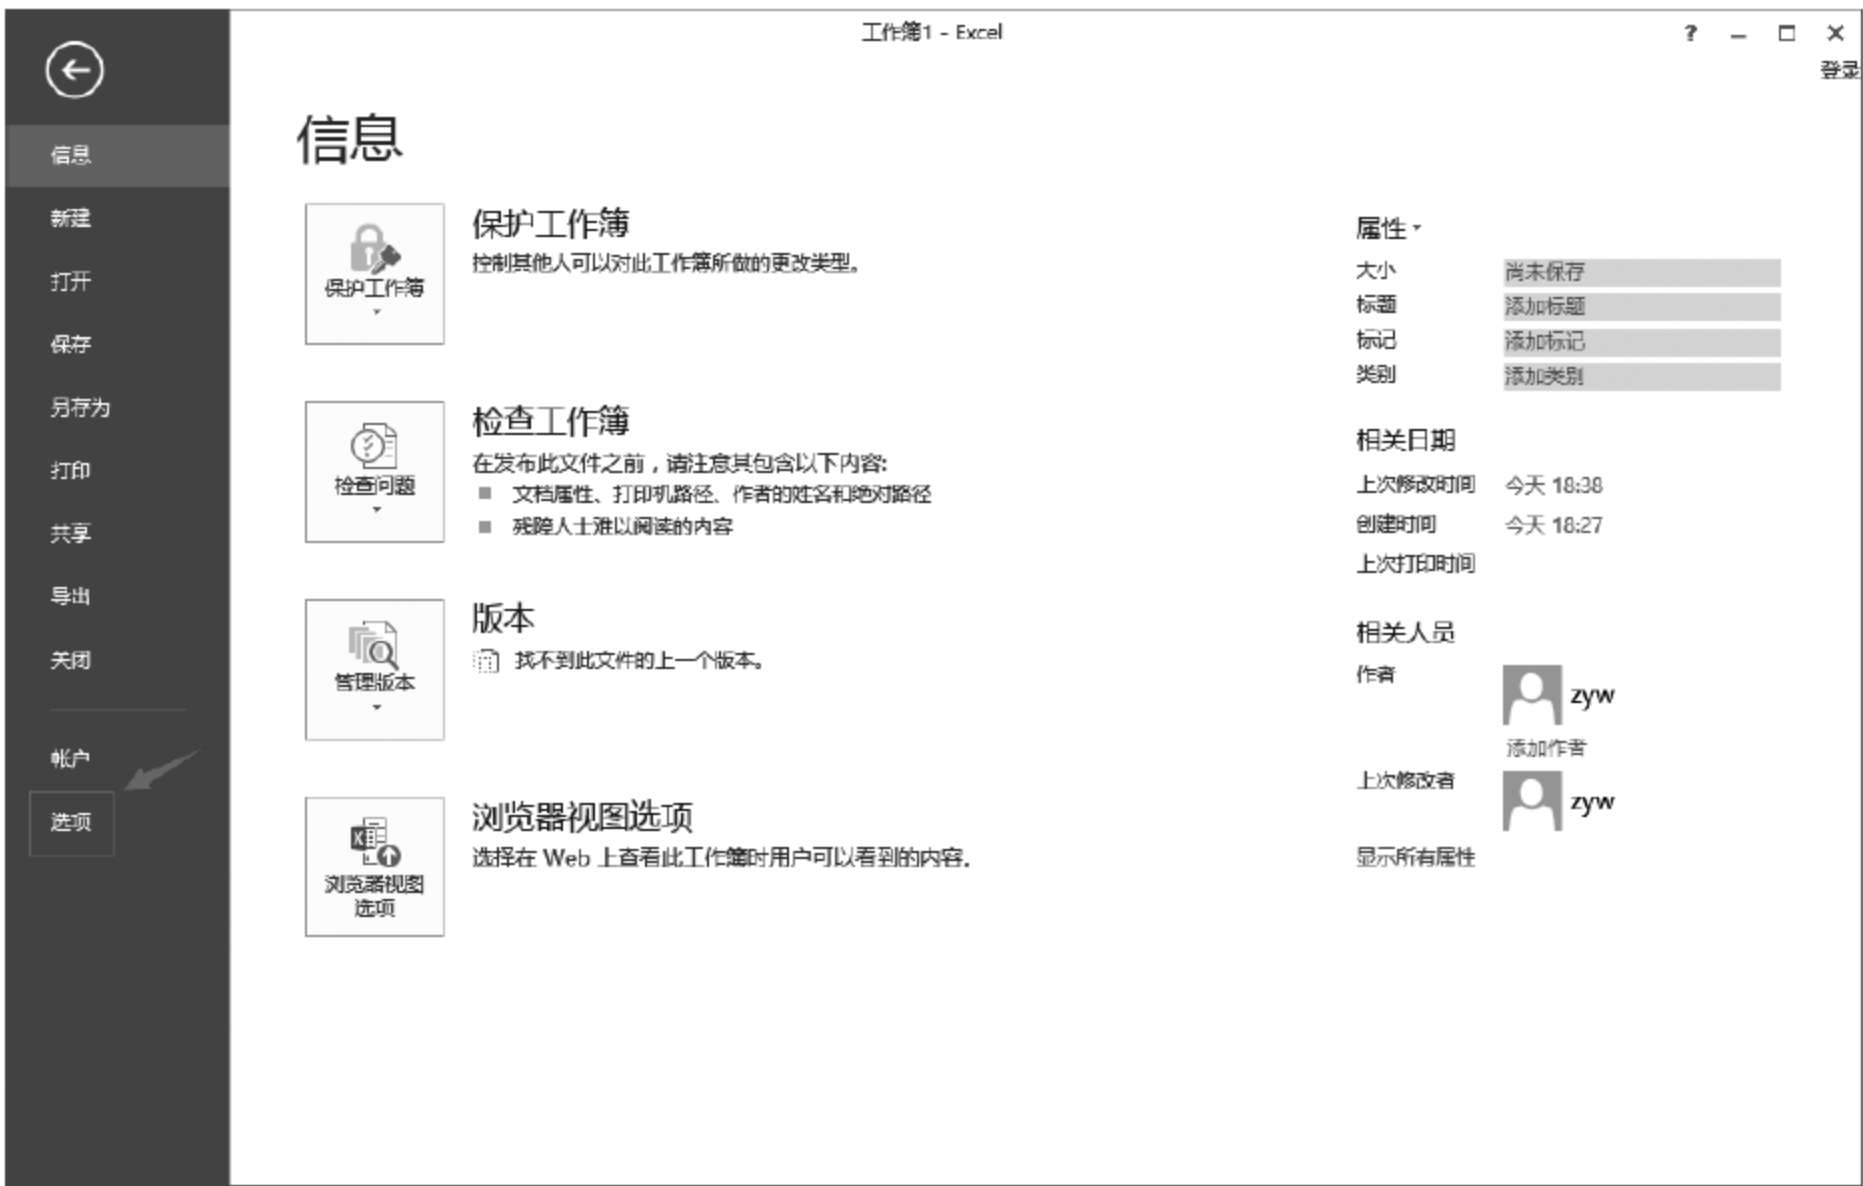 工作簿1 - Excel
?
登录
信息
新建
打开
保存
另存为
打印
共享
导出
关闭
帐户
选项
信息
保护工作簿
保护工作簿
控制其他人可以对此工作簿所做的更改类型。
检查问题
检查工作簿
在发布此文件之前，请注意其包含以下内容:
文档属性、打印机路径、作者的姓名和绝对路径
残障人士难以阅读的内容
管理版本
版本
找不到此文件的上一个版本。
浏览器视图
选项
浏览器视图选项
选择在 Web 上查看此工作簿时用户可以看到的内容。
属性
大小 尚未保存
标题 添加标题
标记 添加标记
类别 添加类别
相关日期
上次修改时间 今天 18:38
创建时间 今天 18:27
上次打印时间
相关人员
作者 zyw
添加作者
上次修改者 zyw
显示所有属性